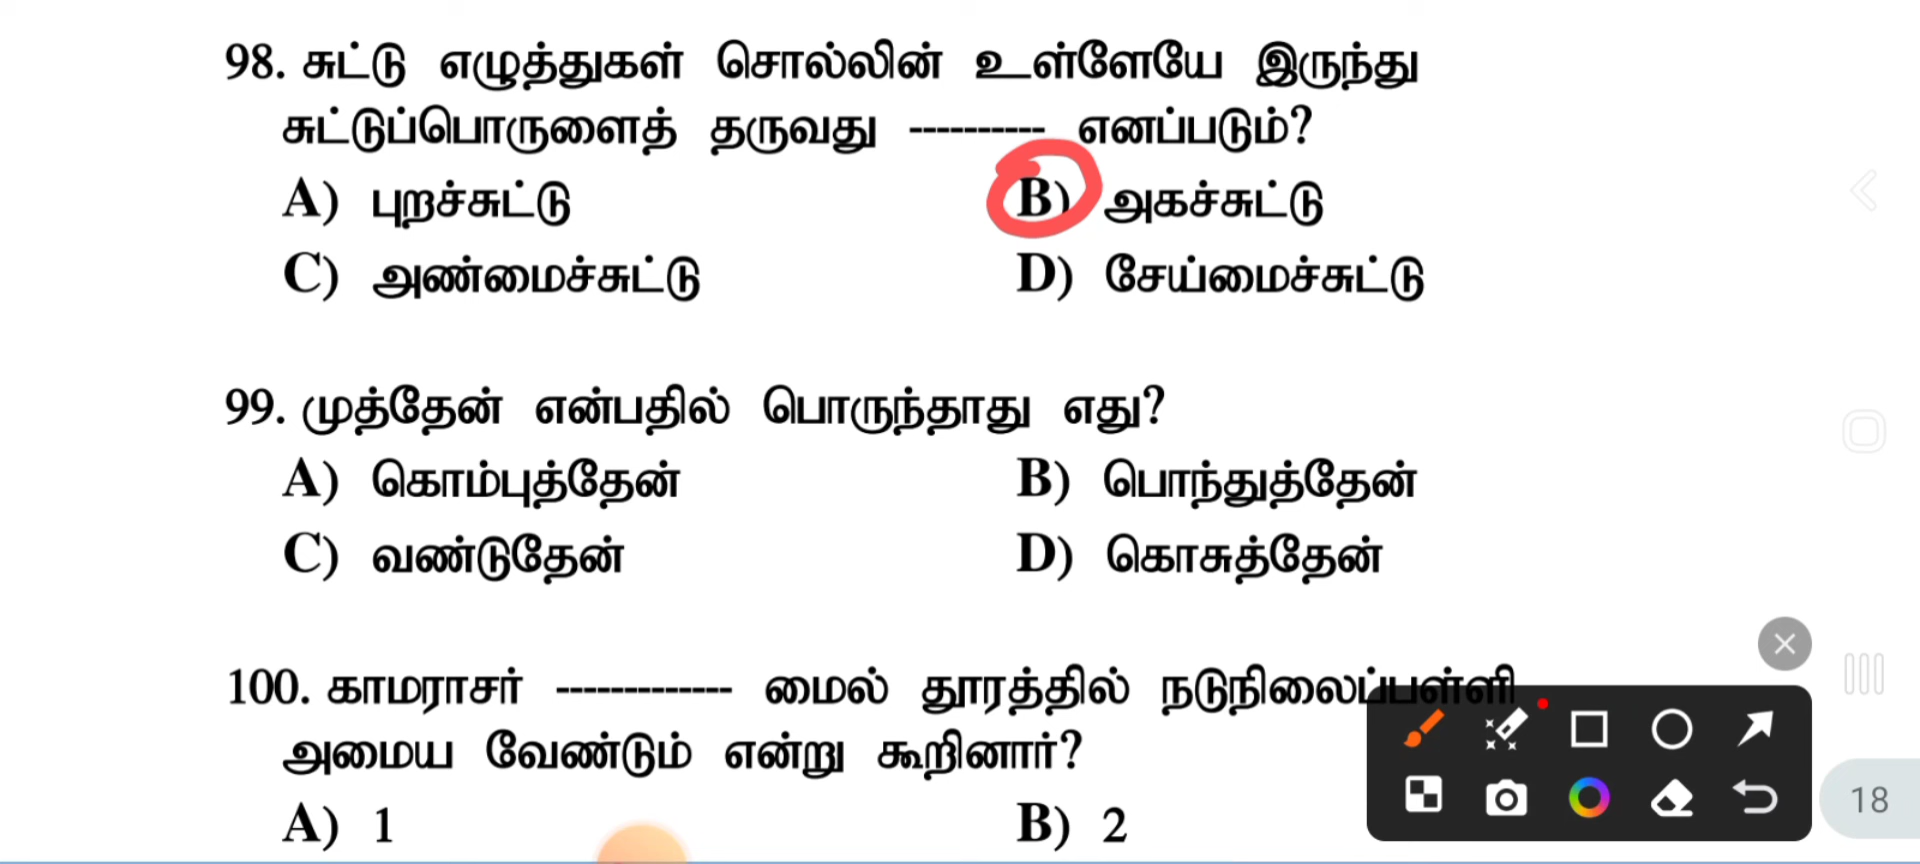 98. சுட்டு எழுத்துகள் சொல்லின் உள்ளேயே இருந்து
சுட்டுப்பொருளைத் தருவது ---------- எனப்படும்?
A) புறச்சுட்டு B) அகச்சுட்டு
C) அண்மைச்சுட்டு D) சேய்மைச்சுட்டு
99. முத்தேன் என்பதில் பொருந்தாது எது?
A) கொம்புத்தேன் B) பொந்துத்தேன்
C) வண்டுதேன் D) கொசுத்தேன்
100. காமராசர் ------------- மைல் தூரத்தில் நடுநிலைப்பள்ளி
அமைய வேண்டும் என்று கூறினார்?
A) 1 B) 2
18